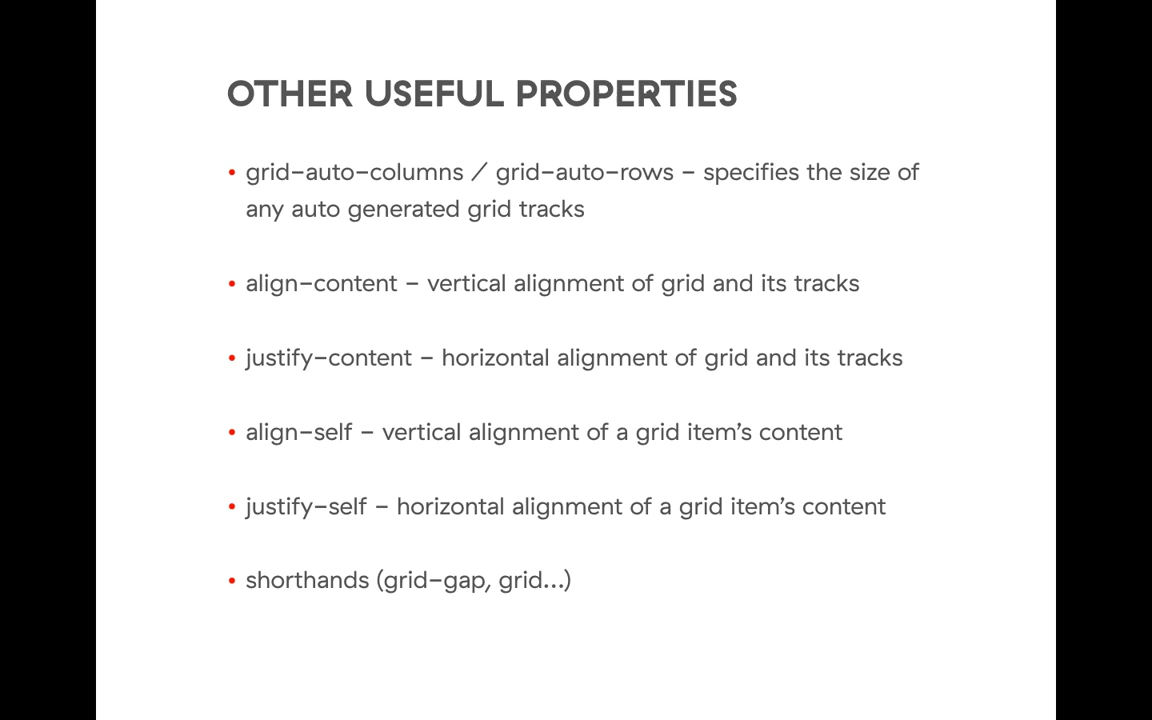 OTHER USEFUL PROPERTIES
• grid-auto-columns / grid-auto-rows - specifies the size of
any auto generated grid tracks
• align-content - vertical alignment of grid and its tracks
• justify-content - horizontal alignment of grid and its tracks
• align-self - vertical alignment of a grid item’s content
• justify-self - horizontal alignment of a grid item’s content
• shorthands (grid-gap, grid…)